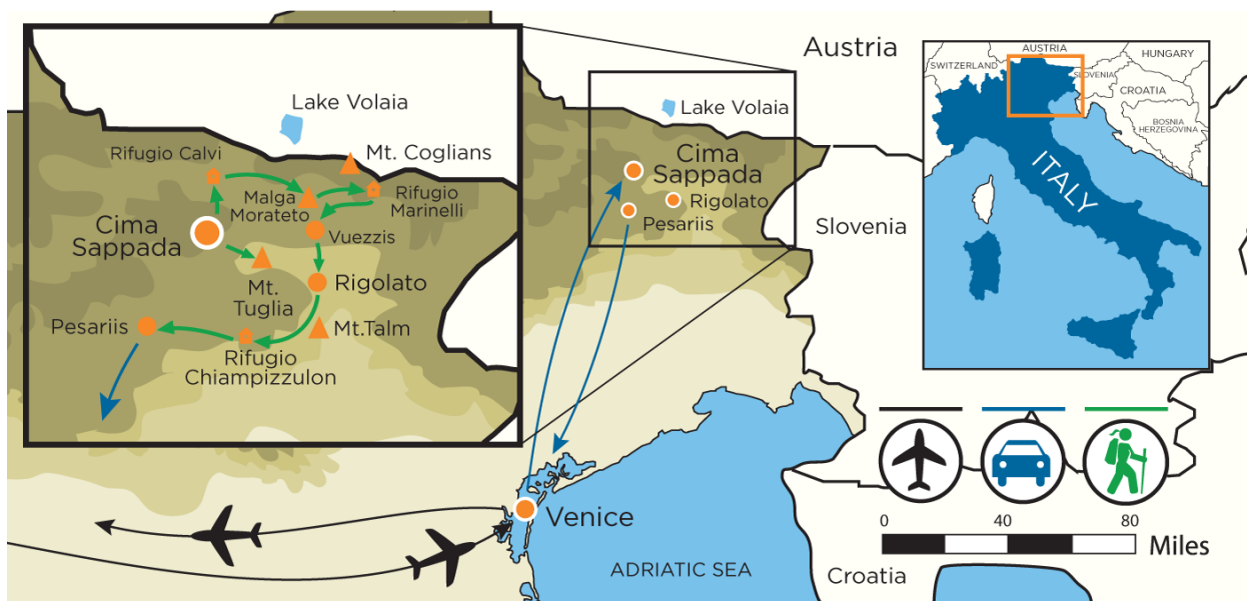 Lake Volaia
Rifugio Calvi
Mt. Coglians
Malga
Morateto
Rifugio
Marinelli
Cima
Sappada
Vuezzis
Mt.
Tuglia
Rigolato
Pesariis
Mt.Talm
Rifugio
Chiampizzulon
Austria
Lake Volaia
Cima
Sappada
Rigolato
Pesariis
Slovenia
Venice
ADRIATIC SEA
Croatia
AUSTRIA
HUNGARY
SWITZERLAND
SLOVENIA
CROATIA
BOSNIA
HERZEGOVINA
ITALY
0 40 80
Miles